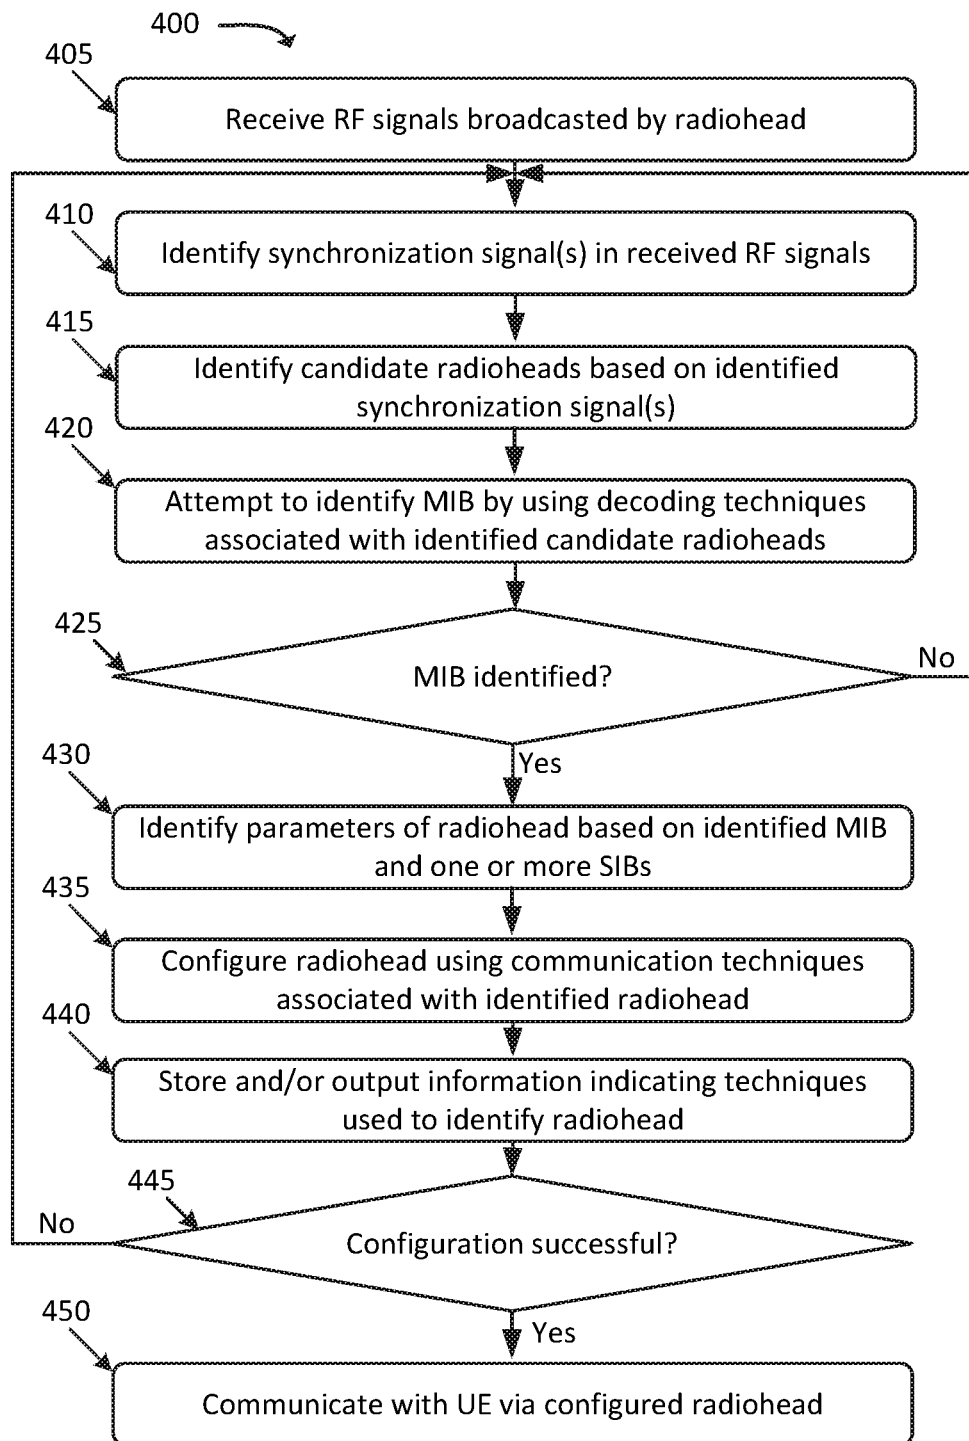 400
405
Receive RF signals broadcasted by radiohead
410
Identify synchronization signal(s) in received RF signals
415
Identify candidate radioheads based on identified
synchronization signal(s)
420
Attempt to identify MIB by using decoding techniques
associated with identified candidate radioheads
425
MIB identified?
No
Yes
430
Identify parameters of radiohead based on identified MIB
and one or more SIBs
435
Configure radiohead using communication techniques
associated with identified radiohead
440
Store and/or output information indicating techniques
used to identify radiohead
445
No
Configuration successful?
Yes
450
Communicate with UE via configured radiohead